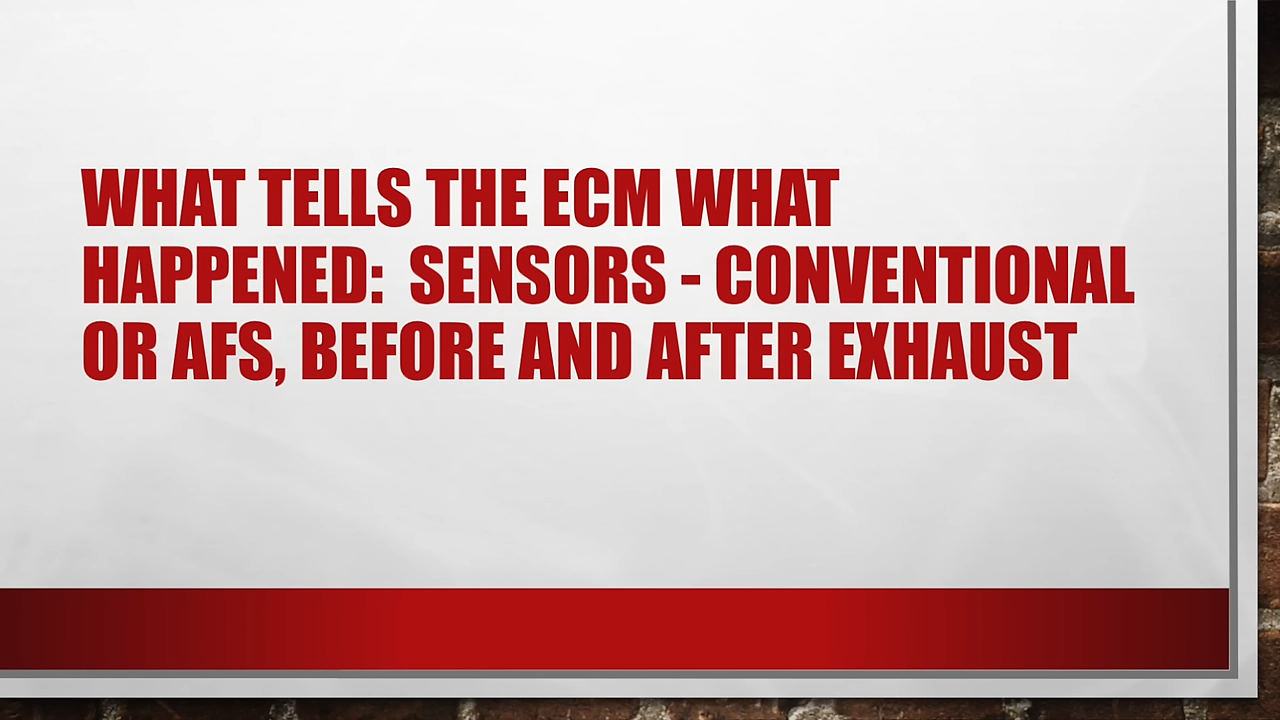 WHAT TELLS THE ECM WHAT
HAPPENED:  SENSORS - CONVENTIONAL
OR AFS, BEFORE AND AFTER EXHAUST